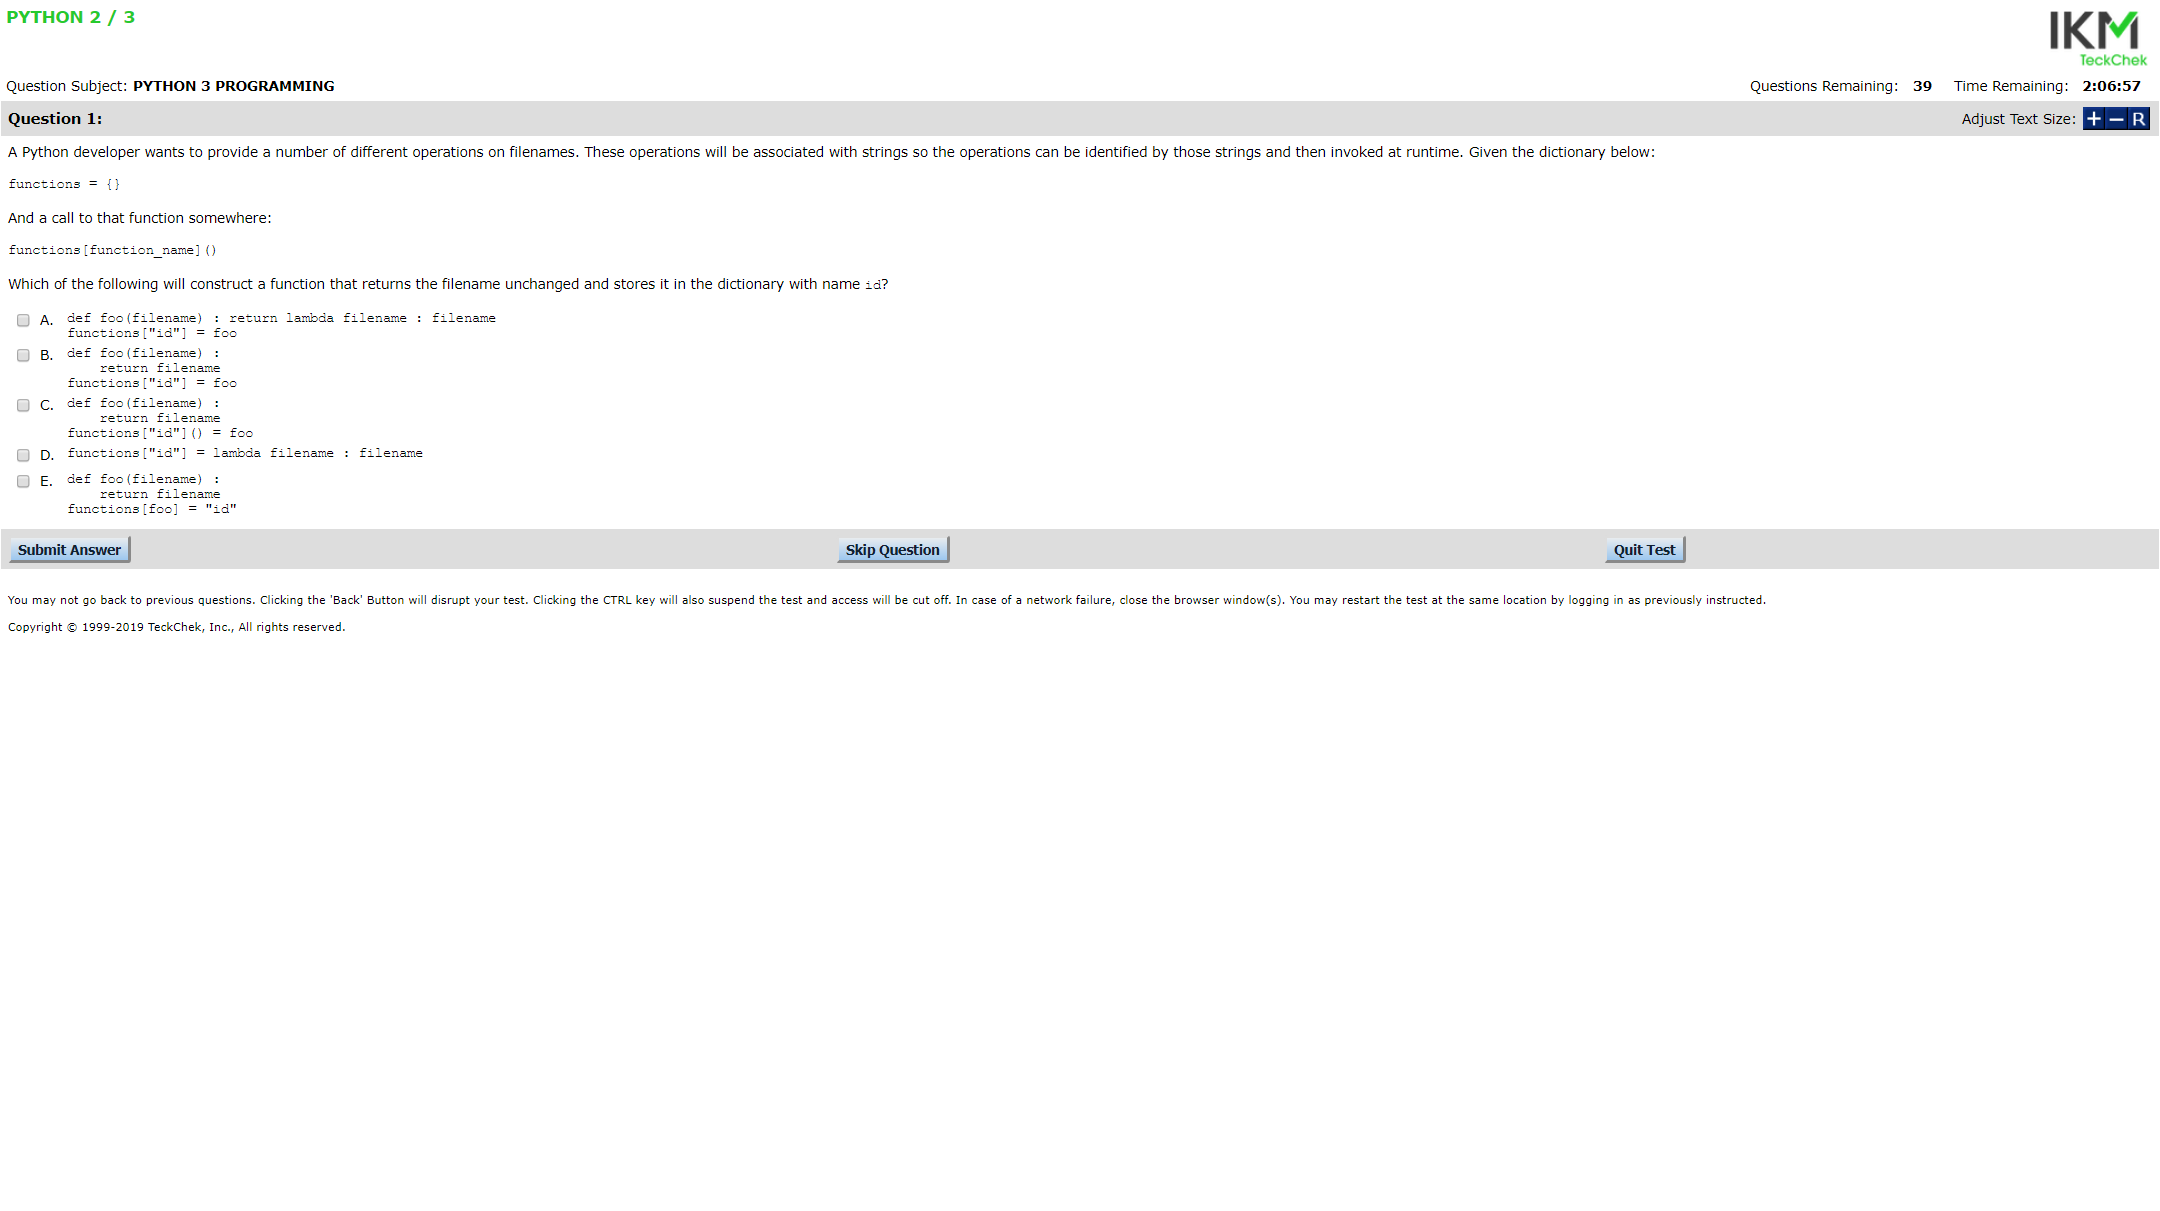 PYTHON 2 / 3
IKM
TeckChek
Question Subject: PYTHON 3 PROGRAMMING
Questions Remaining: 39 Time Remaining: 2:06:57
Question 1:
Adjust Text Size: + − R
A Python developer wants to provide a number of different operations on filenames. These operations will be associated with strings so the operations can be identified by those strings and then invoked at runtime. Given the dictionary below:
functions = {}
And a call to that function somewhere:
functions[function_name]()
Which of the following will construct a function that returns the filename unchanged and stores it in the dictionary with name id?
A. def foo(filename) : return lambda filename : filename
functions["id"] = foo
B. def foo(filename) :
    return filename
functions["id"] = foo
C. def foo(filename) :
    return filename
functions["id"]() = foo
D. functions["id"] = lambda filename : filename
E. def foo(filename) :
    return filename
functions[foo] = "id"
Submit Answer Skip Question Quit Test
You may not go back to previous questions. Clicking the 'Back' Button will disrupt your test. Clicking the CTRL key will also suspend the test and access will be cut off. In case of a network failure, close the browser window(s). You may restart the test at the same location by logging in as previously instructed.
Copyright © 1999-2019 TeckChek, Inc., All rights reserved.